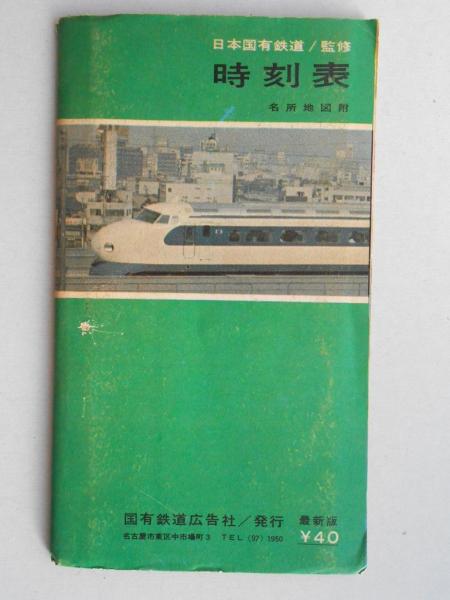 日本国有鉄道/監修
時刻表
名所地図附
国有鉄道広告社/発行 最新版
名古屋市東区中市場町3 TEL (97) 1950 ¥40